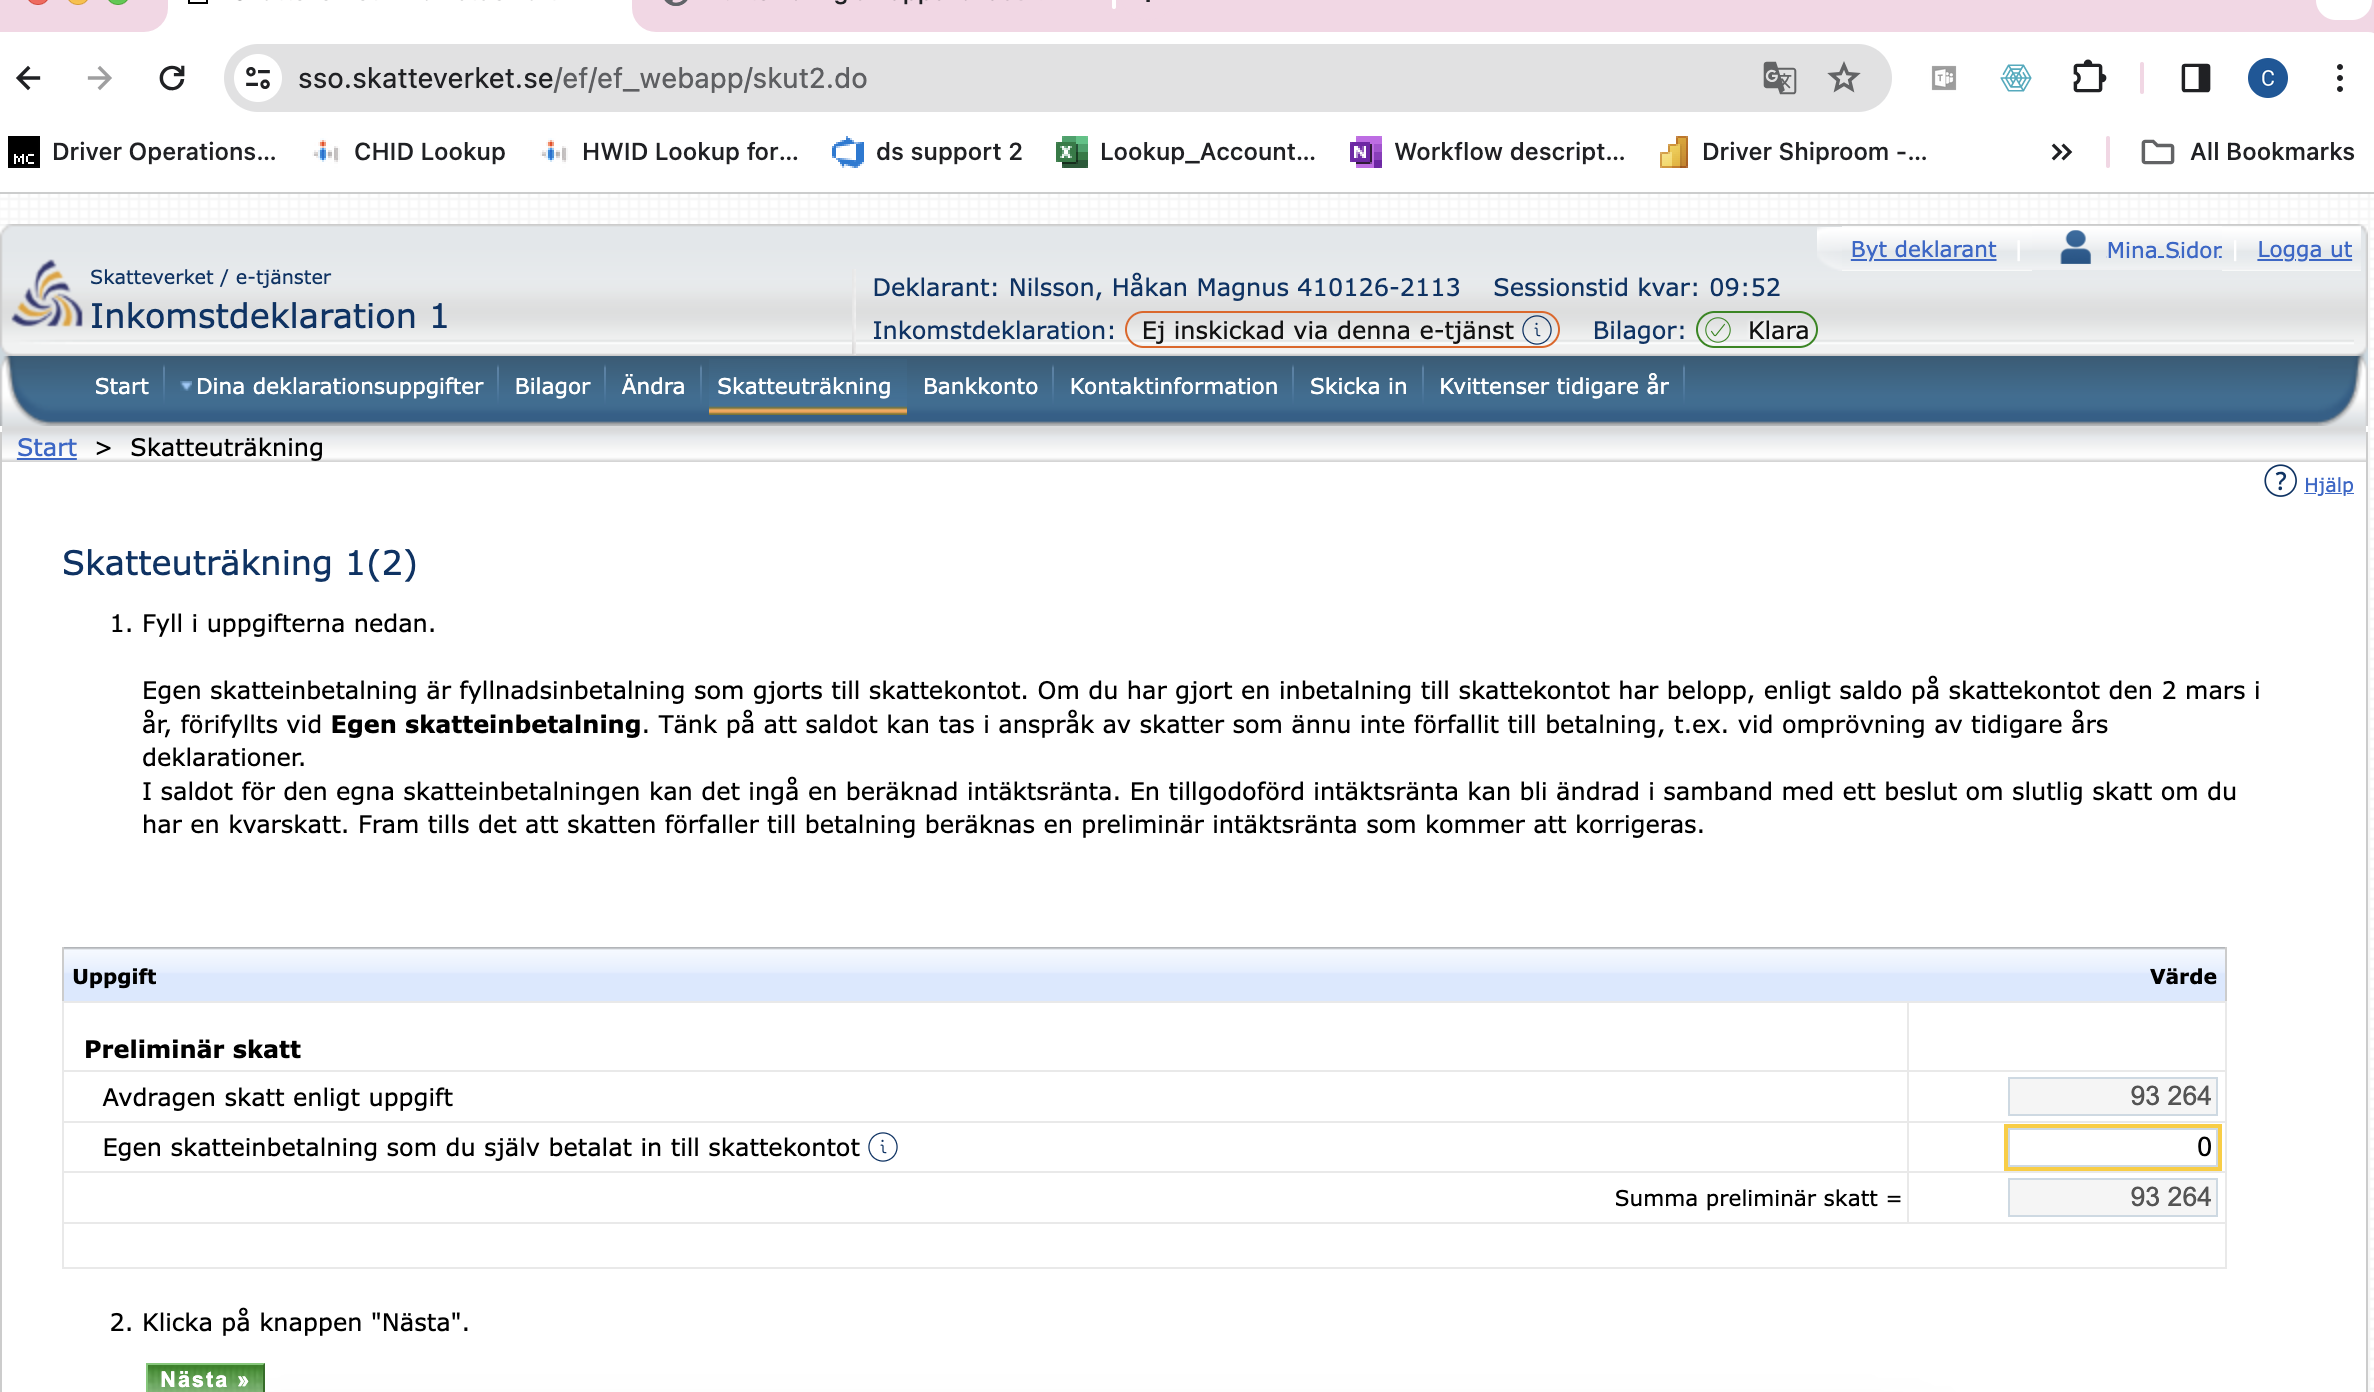 sso.skatteverket.se/ef/ef_webapp/skut2.do
C
MC Driver Operations... CHID Lookup HWID Lookup for... ds support 2 Lookup_Account... Workflow descript... Driver Shiproom -... » All Bookmarks
Byt deklarant Mina Sidor Logga ut
Skatteverket / e-tjänster
Inkomstdeklaration 1
Deklarant: Nilsson, Håkan Magnus 410126-2113 Sessionstid kvar: 09:52
Inkomstdeklaration: Ej inskickad via denna e-tjänst i Bilagor: Klara
Start Dina deklarationsuppgifter Bilagor Ändra Skatteuträkning Bankkonto Kontaktinformation Skicka in Kvittenser tidigare år
Start > Skatteuträkning
? Hjälp
Skatteuträkning 1(2)
1. Fyll i uppgifterna nedan.
Egen skatteinbetalning är fyllnadsinbetalning som gjorts till skattekontot. Om du har gjort en inbetalning till skattekontot har belopp, enligt saldo på skattekontot den 2 mars i
år, förifyllts vid Egen skatteinbetalning. Tänk på att saldot kan tas i anspråk av skatter som ännu inte förfallit till betalning, t.ex. vid omprövning av tidigare års
deklarationer.
I saldot för den egna skatteinbetalningen kan det ingå en beräknad intäktsränta. En tillgodoförd intäktsränta kan bli ändrad i samband med ett beslut om slutlig skatt om du
har en kvarskatt. Fram tills det att skatten förfaller till betalning beräknas en preliminär intäktsränta som kommer att korrigeras.
Uppgift Värde
Preliminär skatt
Avdragen skatt enligt uppgift 93 264
Egen skatteinbetalning som du själv betalat in till skattekontot i 0
Summa preliminär skatt = 93 264
2. Klicka på knappen "Nästa".
Nästa »